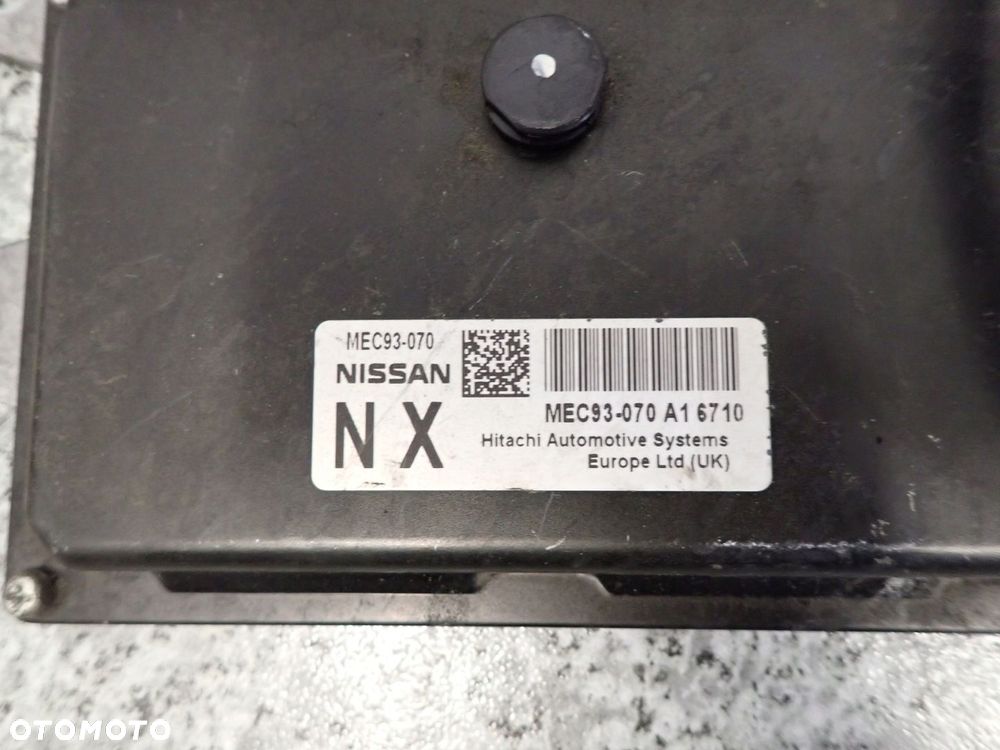 MEC93-070
NISSAN
N X
MEC93-070 A1 6710
Hitachi Automotive Systems
Europe Ltd (UK)
OTOMOTO